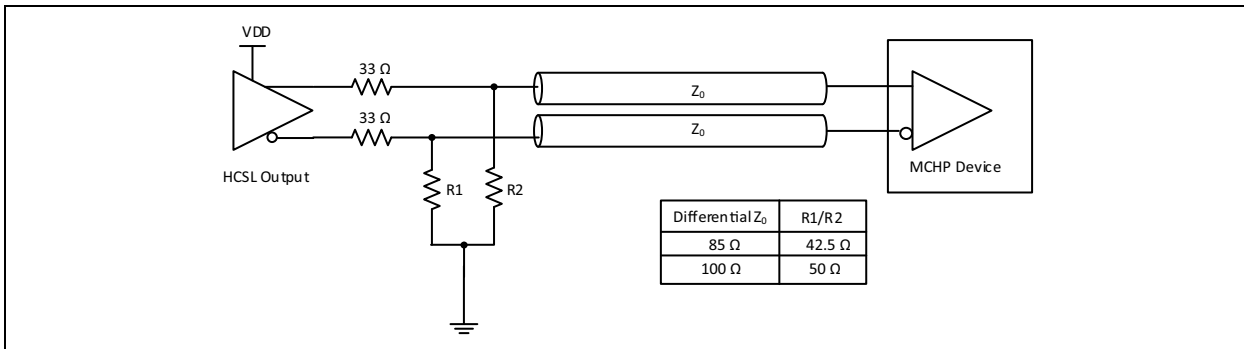 VDD
33 Ω
Z0
33 Ω
Z0
HCSL Output
R1
R2
MCHP Device
Differential Z0 R1/R2
85 Ω 42.5 Ω
100 Ω 50 Ω